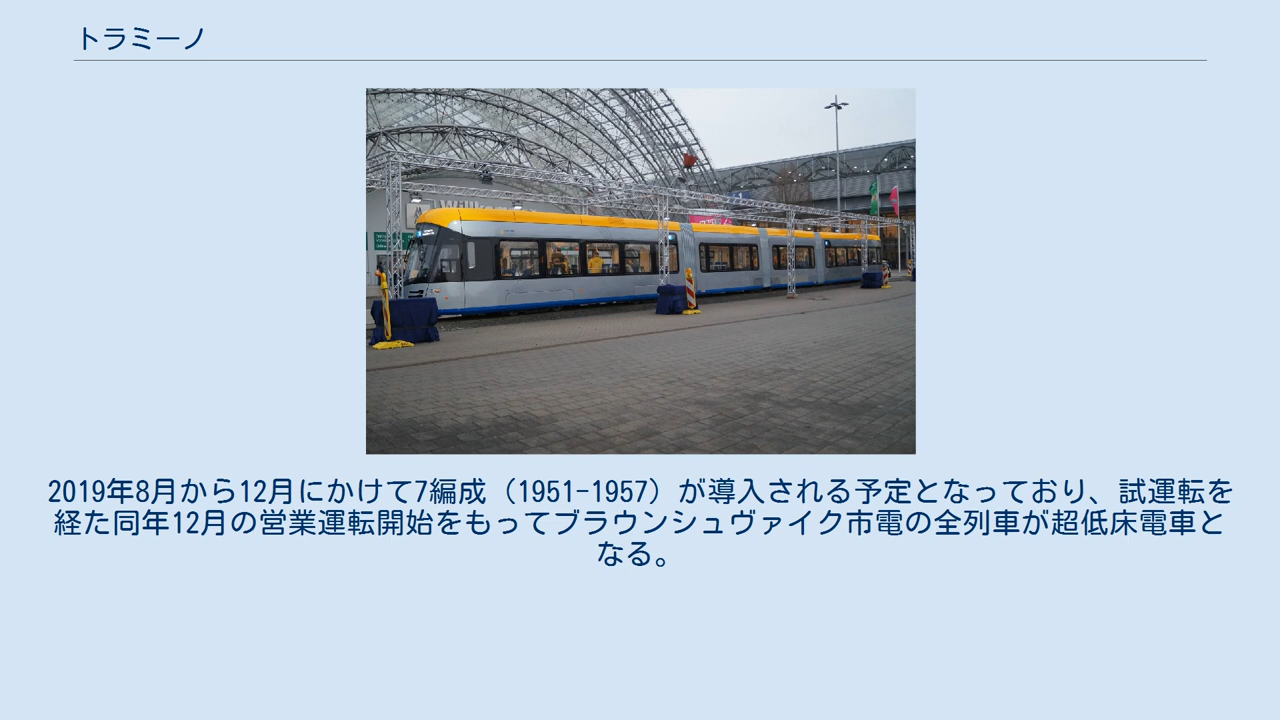 トラミーノ
2019年8月から12月にかけて7編成（1951-1957）が導入される予定となっており、試運転を
経た同年12月の営業運転開始をもってブラウンシュヴァイク市電の全列車が超低床電車と
なる。